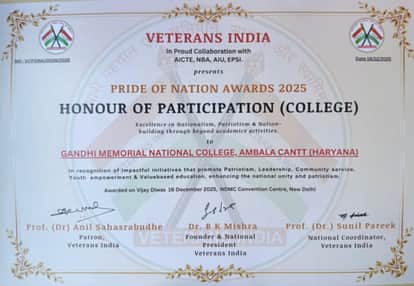 VETERANS INDIA
In Proud Collaboration with
AICTE, NBA, AIU, EPSI.
presents
PRIDE OF NATION AWARDS 2025
HONOUR OF PARTICIPATION (COLLEGE)
Excellence in Nationalism, Patriotism & Nation-
building through beyond academics activities.
to
GANDHI MEMORIAL NATIONAL COLLEGE, AMBALA CANTT (HARYANA)
In recognition of impactful initiatives that promote Patriotism, Leadership, Community service,
Youth empowerment & Valuebased education, enhancing the national unity and patriotism.
Awarded on Vijay Diwas 16 December 2025, NDMC Convention Centre, New Delhi
Prof. (Dr) Anil Sahasrabudhe
Patron,
Veterans India
Dr. B K Mishra
Founder & National
President
Veterans India
Prof. (Dr.) Sunil Pareek
National Coordinator,
Veterans India
VETERANS INDIA